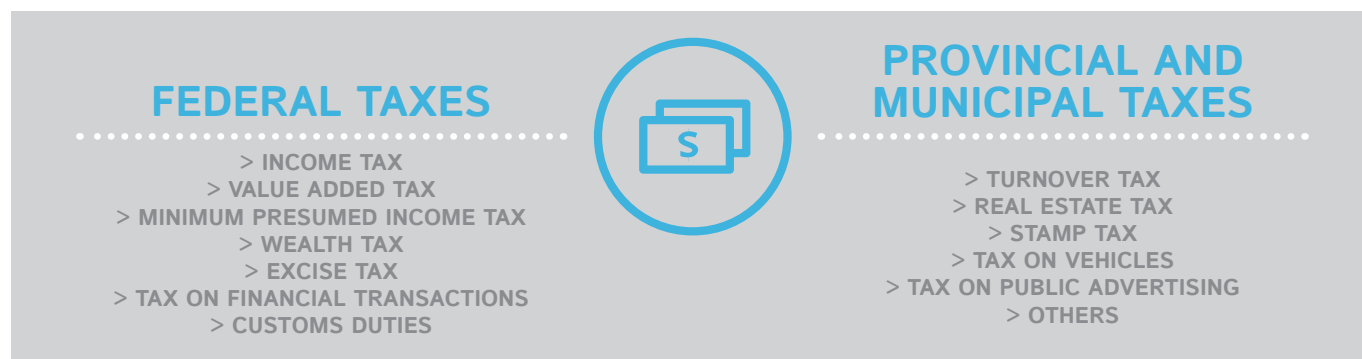 FEDERAL TAXES
> INCOME TAX
> VALUE ADDED TAX
> MINIMUM PRESUMED INCOME TAX
> WEALTH TAX
> EXCISE TAX
> TAX ON FINANCIAL TRANSACTIONS
> CUSTOMS DUTIES
S
PROVINCIAL AND
MUNICIPAL TAXES
> TURNOVER TAX
> REAL ESTATE TAX
> STAMP TAX
> TAX ON VEHICLES
> TAX ON PUBLIC ADVERTISING
> OTHERS